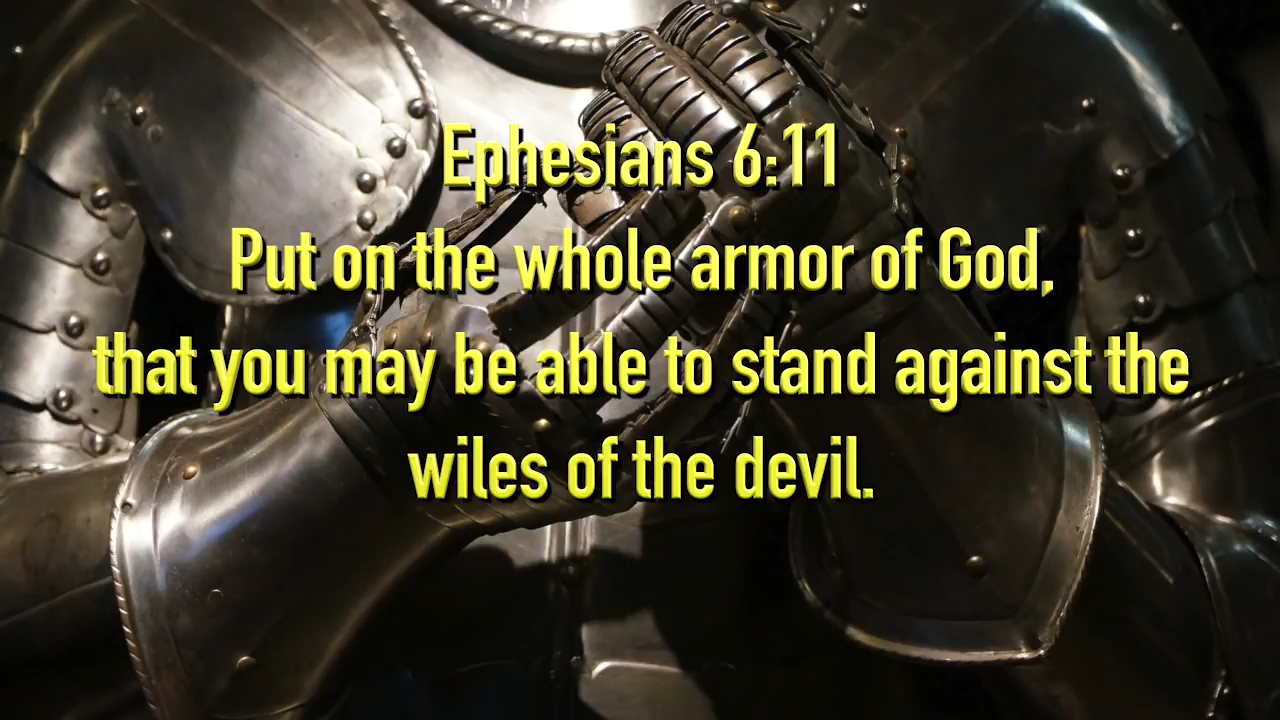 Ephesians 6:11
Put on the whole armor of God,
that you may be able to stand against the
wiles of the devil.